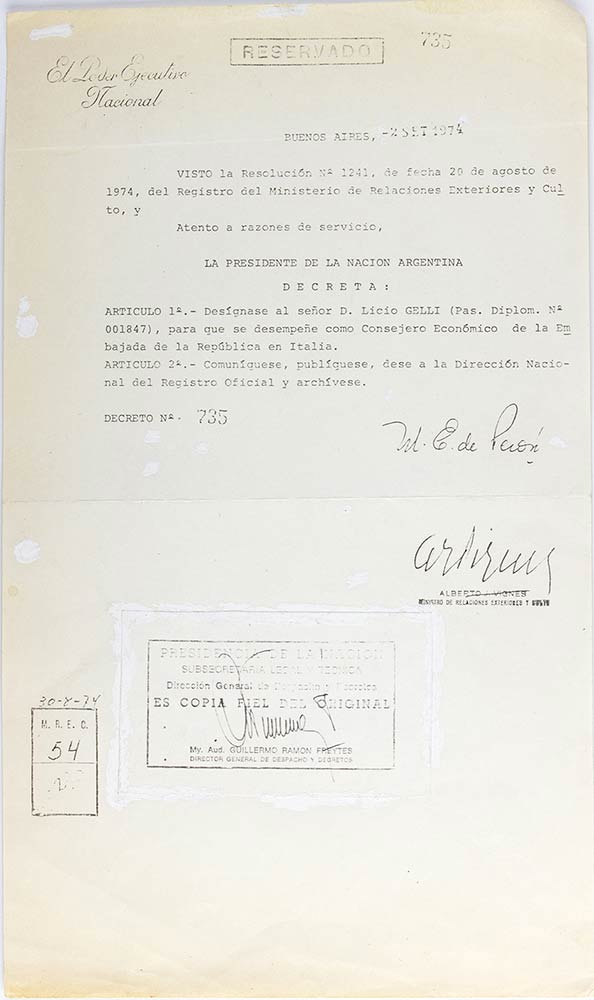 RESERVADO
735
El Poder Ejecutivo
Nacional
BUENOS AIRES, -2 SET 1974
VISTO la Resolución Nº 1241, de fecha 20 de agosto de
1974, del Registro del Ministerio de Relaciones Exteriores y Cul
to, y
Atento a razones de servicio,
LA PRESIDENTE DE LA NACION ARGENTINA
D E C R E T A :
ARTICULO 1º.- Desígnase al señor D. Licio GELLI (Pas. Diplom. Nº
001847), para que se desempeñe como Consejero Económico de la Em
bajada de la República en Italia.
ARTICULO 2º.- Comuníquese, publíquese, dese a la Dirección Nacio-
nal del Registro Oficial y archívese.
DECRETO Nº. 735
M. E. de Perón
ALBERTO J. VIGNES
MINISTRO DE RELACIONES EXTERIORES Y CULTO
PRESIDENCIA DE LA NACION
SUBSECRETARIA LEGAL Y TECNICA
Dirección General de Despacho y Decretos
ES COPIA FIEL DEL ORIGINAL
My. Aud. GUILLERMO RAMON FREYTES
DIRECTOR GENERAL DE DESPACHO Y DECRETOS
30-8-74
M. R. E. C.
54